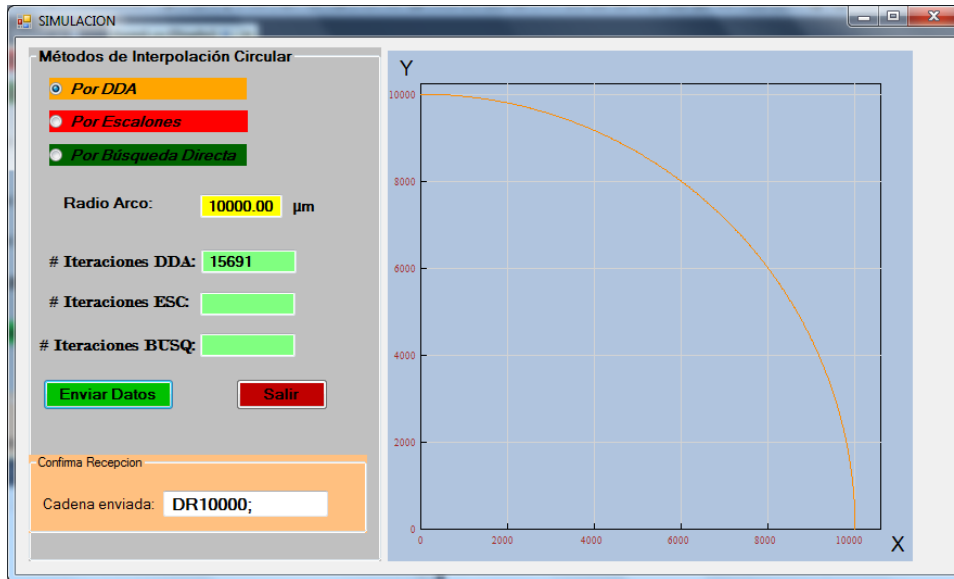 SIMULACION
Métodos de Interpolación Circular
Por DDA
Por Escalones
Por Búsqueda Directa
Radio Arco: 10000.00 µm
# Iteraciones DDA: 15691
# Iteraciones ESC:
# Iteraciones BUSQ:
Enviar Datos Salir
Confirma Recepcion
Cadena enviada: DR10000;
Y
10000
8000
6000
4000
2000
0
0 2000 4000 6000 8000 10000 X